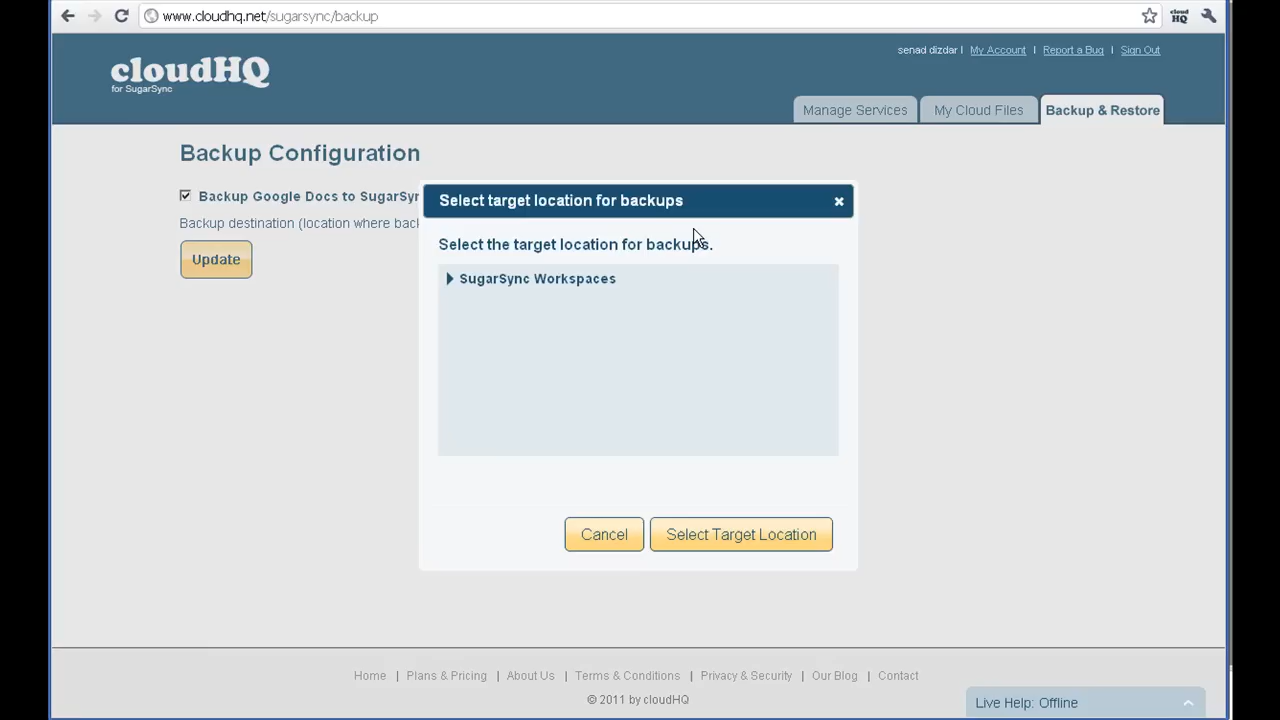 www.cloudhq.net/sugarsync/backup
cloud HQ
senad dizdar | My Account | Report a Bug | Sign Out
cloudHQ
for SugarSync
Manage Services
My Cloud Files
Backup & Restore
Backup Configuration
Backup Google Docs to SugarSyn
Backup destination (location where back
Update
Select target location for backups
Select the target location for backups.
SugarSync Workspaces
Cancel
Select Target Location
Home | Plans & Pricing | About Us | Terms & Conditions | Privacy & Security | Our Blog | Contact
© 2011 by cloudHQ
Live Help: Offline